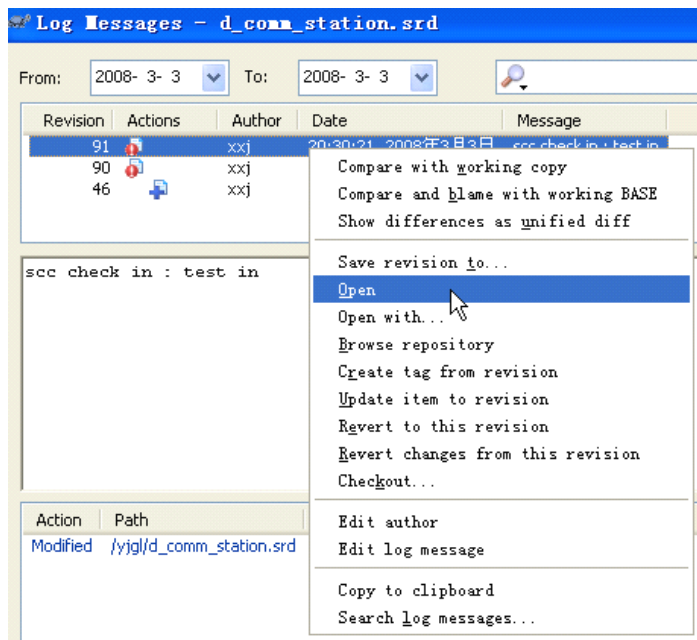 Log Messages - d_comm_station.srd
From: 2008- 3- 3 To: 2008- 3- 3
Revision Actions Author Date Message
91 xxj 20:30:21, 2008年3月3日 scc check in : test in
90 xxj
46 xxj
Compare with working copy
Compare and blame with working BASE
Show differences as unified diff
Save revision to...
Open
Open with...
Browse repository
Create tag from revision
Update item to revision
Revert to this revision
Revert changes from this revision
Checkout...
Edit author
Edit log message
Copy to clipboard
Search log messages...
scc check in : test in
Action Path
Modified /yjgl/d_comm_station.srd